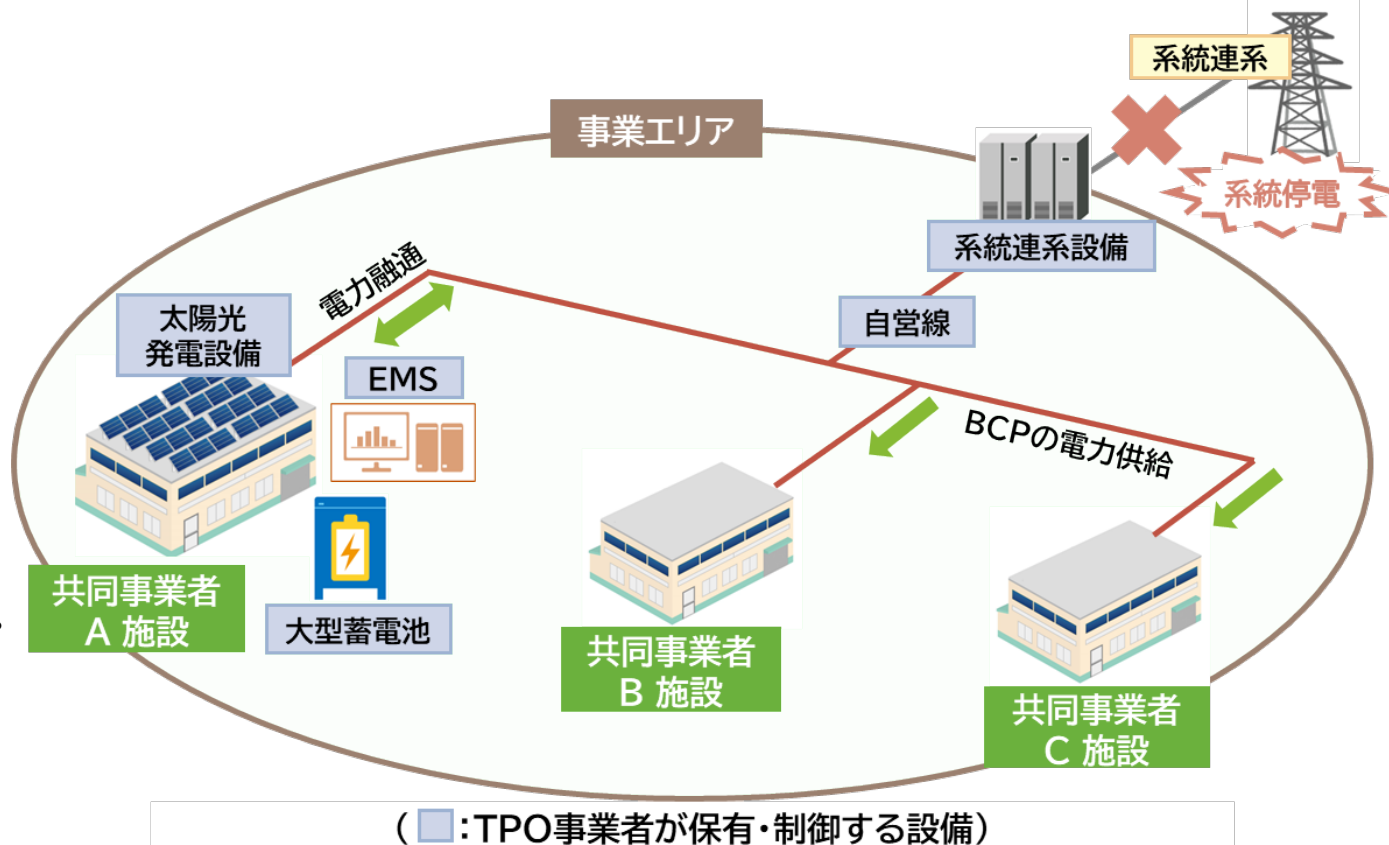 系統連系
事業エリア
系統停電
系統連系設備
電力融通
自営線
太陽光
発電設備
EMS
BCPの電力供給
共同事業者
A 施設
大型蓄電池
共同事業者
B 施設
共同事業者
C 施設
(■:TPO事業者が保有・制御する設備)